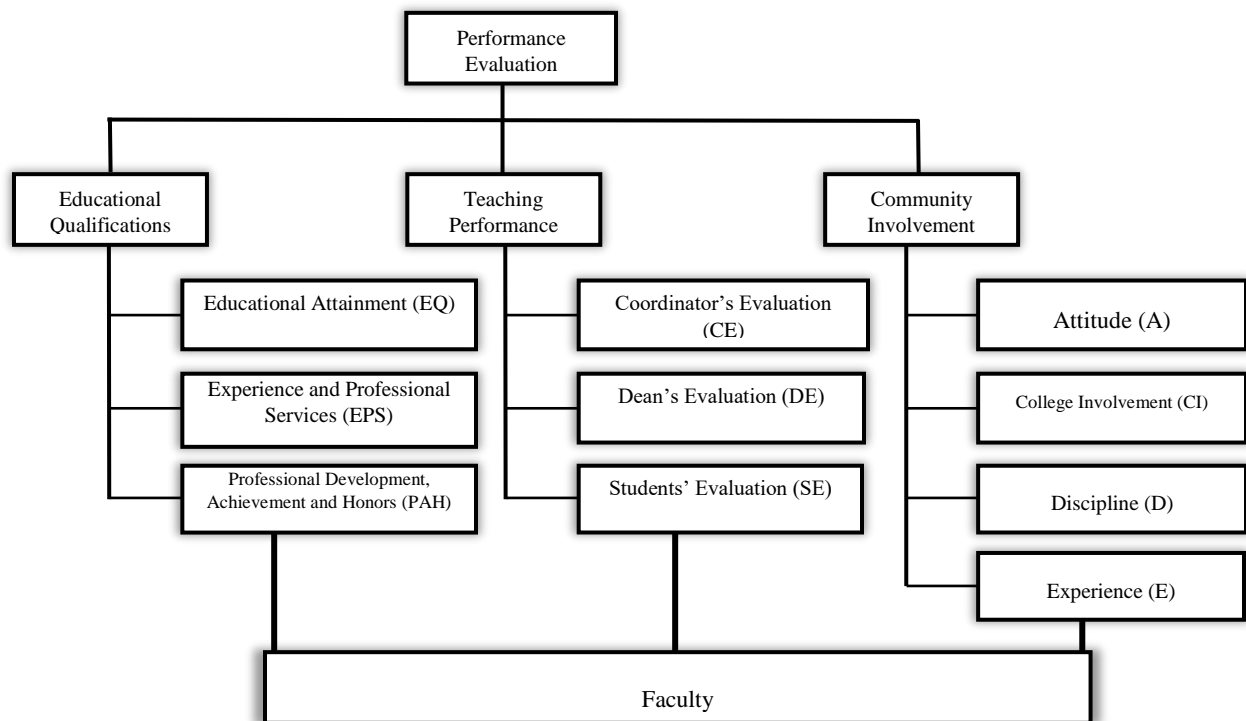 Performance
Evaluation
Educational
Qualifications
Teaching
Performance
Community
Involvement
Educational Attainment (EQ)
Experience and Professional
Services (EPS)
Professional Development,
Achievement and Honors (PAH)
Coordinator’s Evaluation
(CE)
Dean’s Evaluation (DE)
Students’ Evaluation (SE)
Attitude (A)
College Involvement (CI)
Discipline (D)
Experience (E)
Faculty